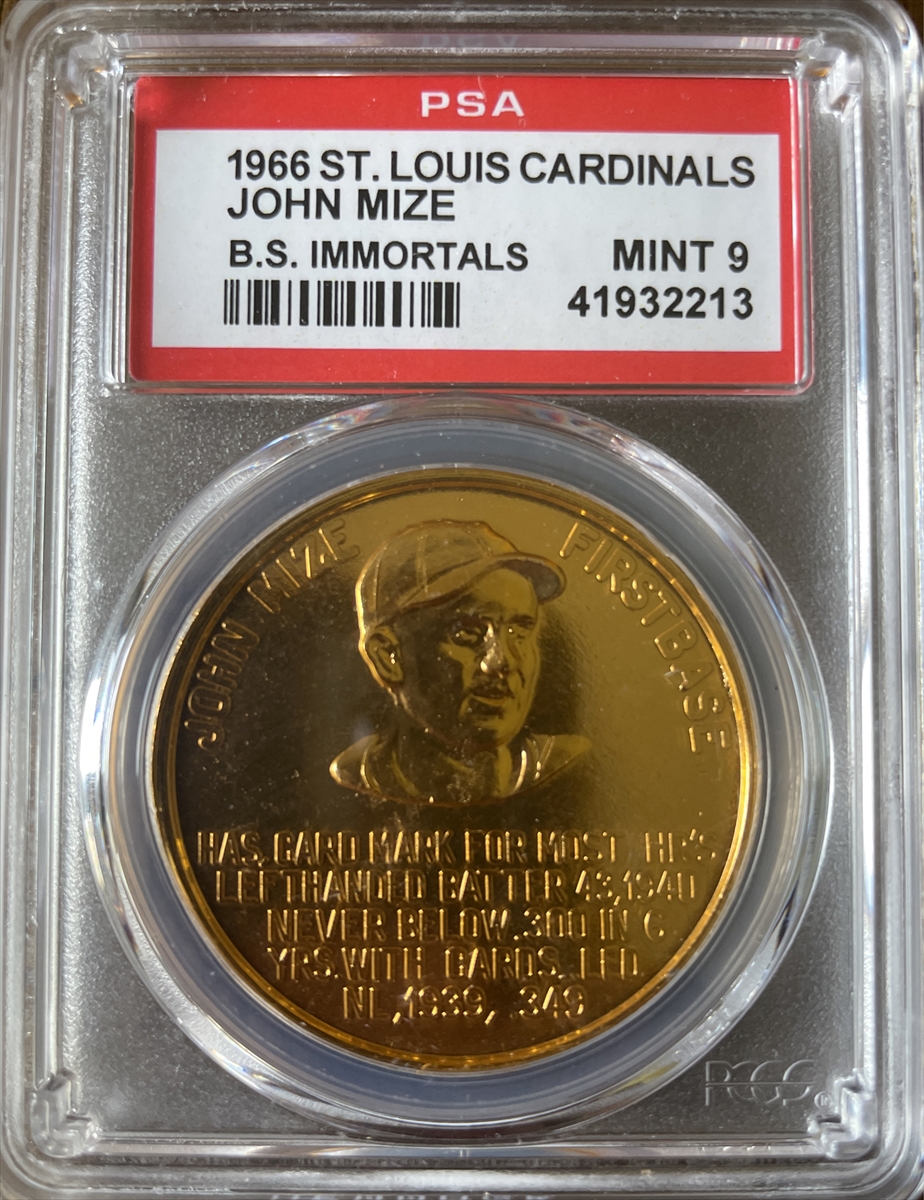 PSA
1966 ST. LOUIS CARDINALS
JOHN MIZE
B.S. IMMORTALS MINT 9
41932213
JOHN MIZE FIRST BASE
HAS, CARD MARK FOR MOST HR'S
LEFTHANDED BATTER 43,1940
NEVER BELOW .300 IN 6
YRS. WITH CARDS. LED
NL, 1939, .349
PCGS